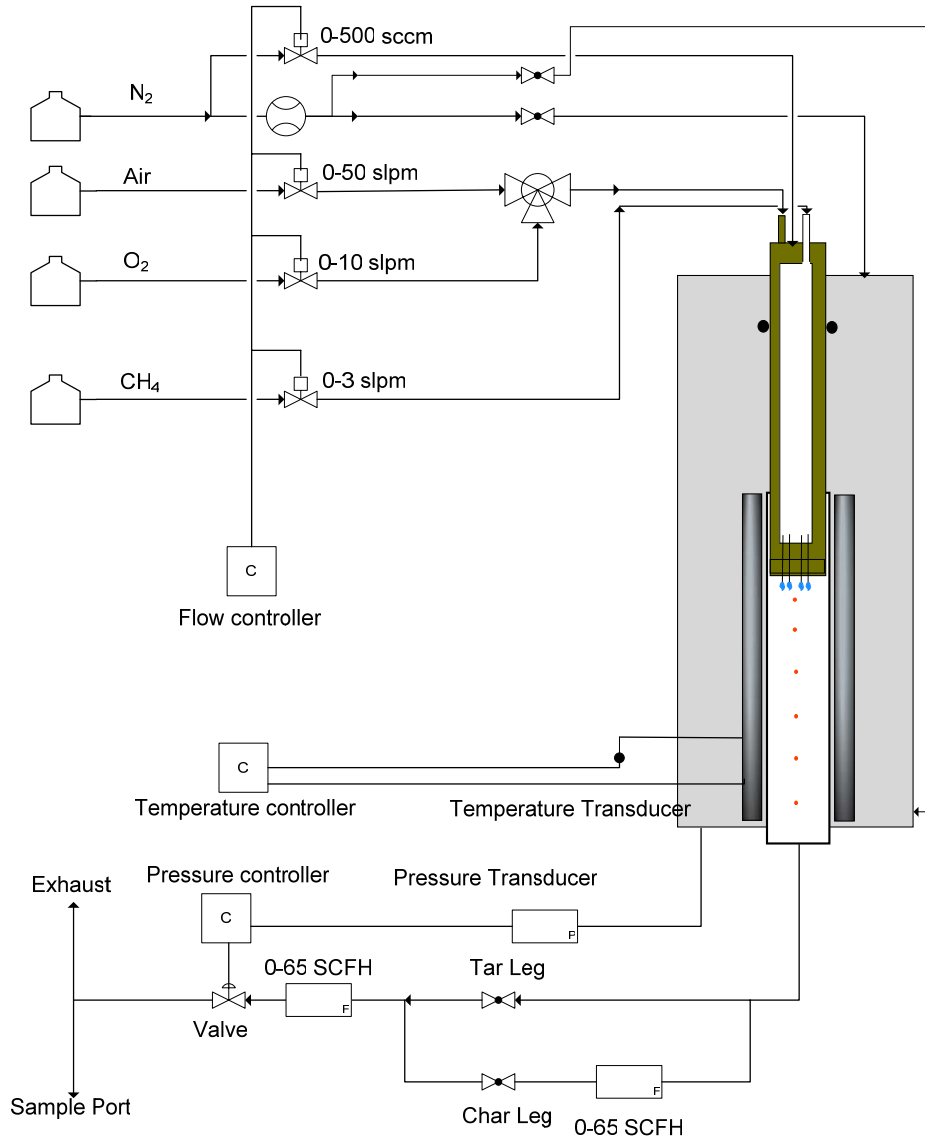 0-500 sccm
N₂
Air
0-50 slpm
O₂
0-10 slpm
CH₄
0-3 slpm
C
Flow controller
C
Temperature controller
Temperature Transducer
Pressure controller
Pressure Transducer
Exhaust
C
P
0-65 SCFH
Tar Leg
F
Valve
Sample Port
Char Leg
F
0-65 SCFH